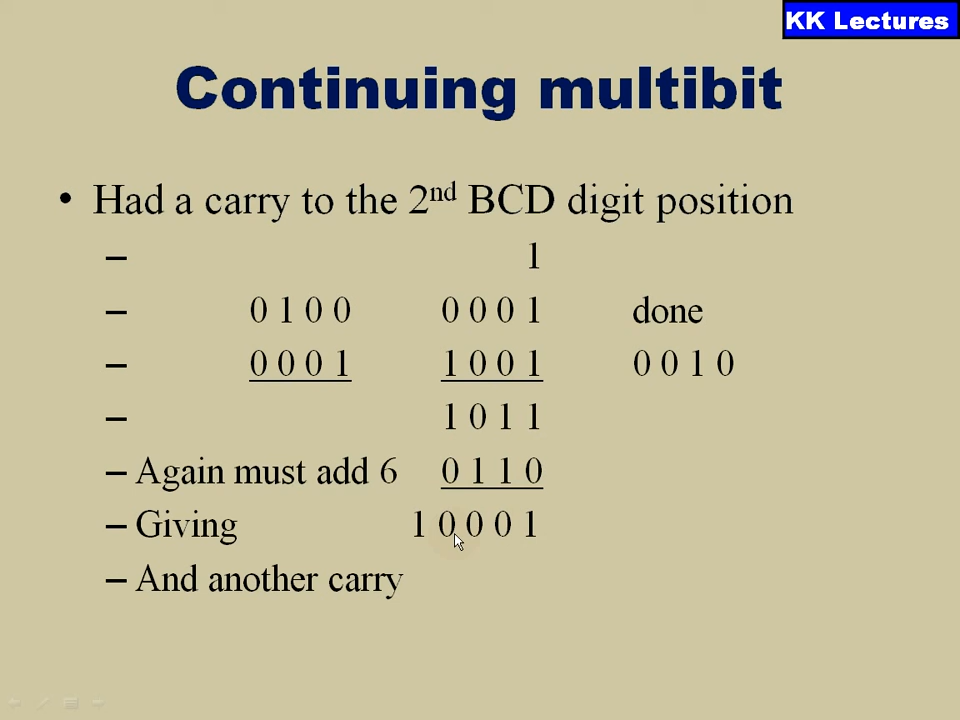 KK Lectures
Continuing multibit
• Had a carry to the 2nd BCD digit position
– 1
– 0 1 0 0 0 0 0 1 done
– 0 0 0 1 1 0 0 1 0 0 1 0
– 1 0 1 1
– Again must add 6 0 1 1 0
– Giving 1 0 0 0 1
– And another carry